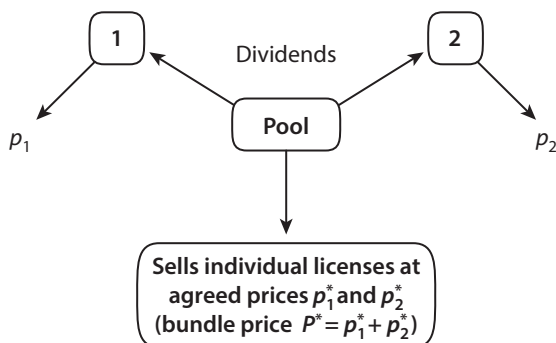 1
2
Dividends
Pool
p₁
p₂
Sells individual licenses at
agreed prices p₁* and p₂*
(bundle price P* = p₁* + p₂*)